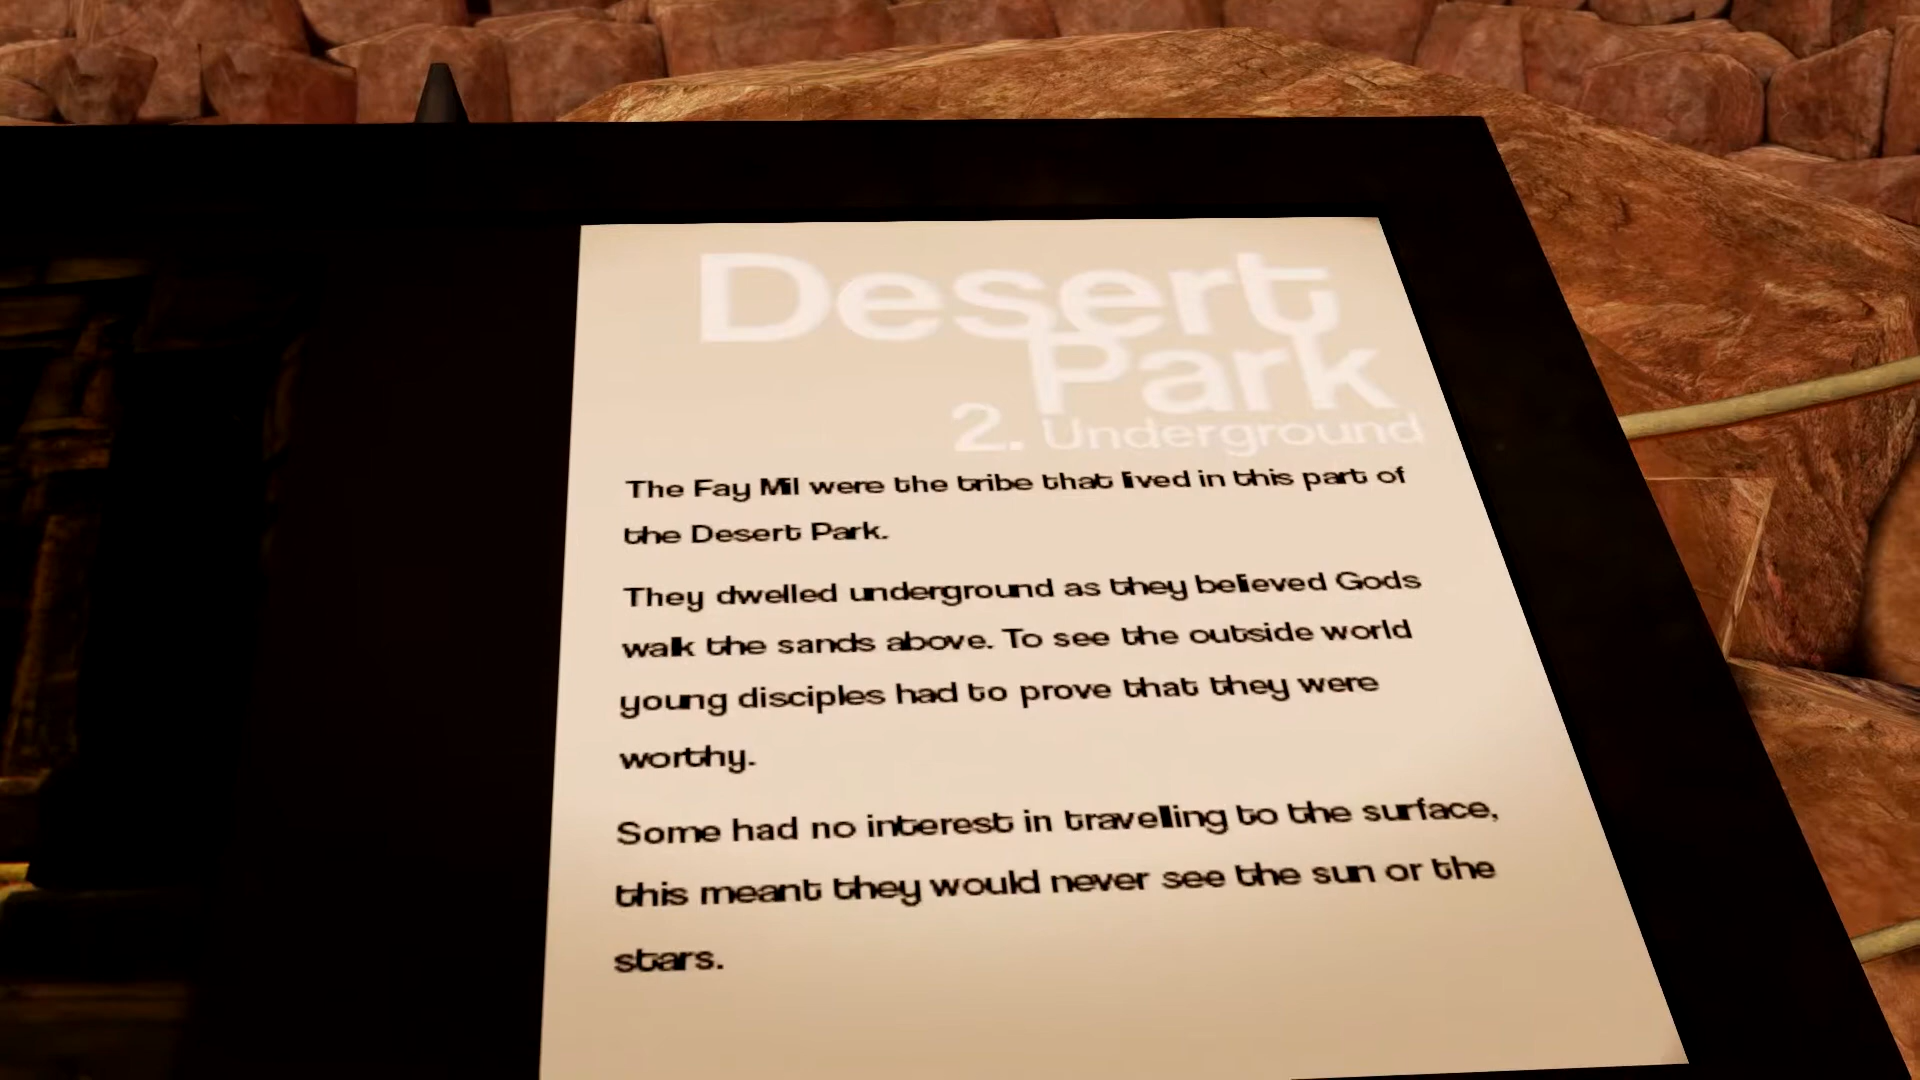 Desert
Park
2. Underground
The Fay Mil were the tribe that lived in this part of
the Desert Park.
They dwelled underground as they believed Gods
walk the sands above. To see the outside world
young disciples had to prove that they were
worthy.
Some had no interest in travelling to the surface,
this meant they would never see the sun or the
stars.